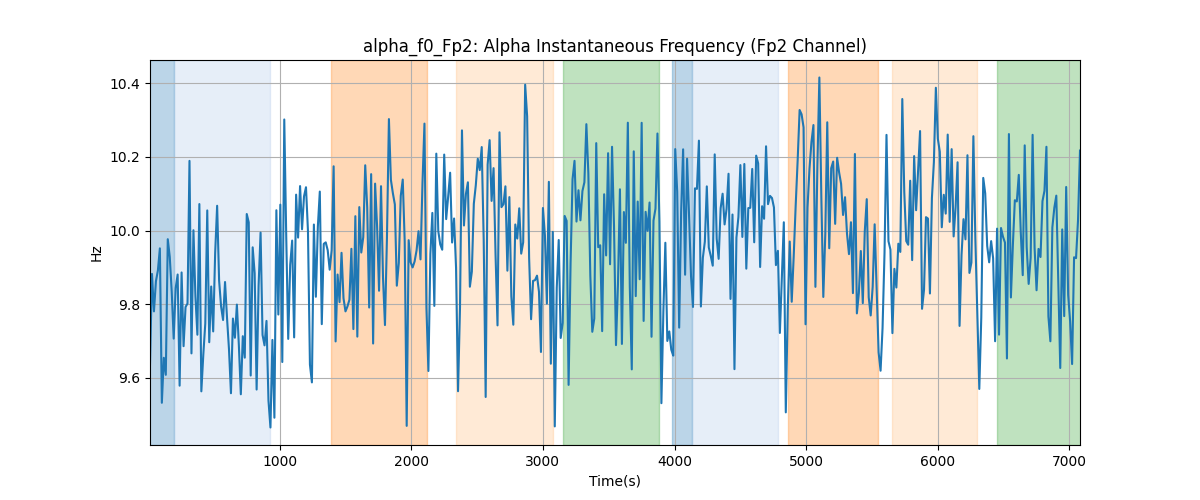 alpha_f0_Fp2: Alpha Instantaneous Frequency (Fp2 Channel)
10.4
10.2
10.0
9.8
9.6
Hz
1000 2000 3000 4000 5000 6000 7000
Time(s)